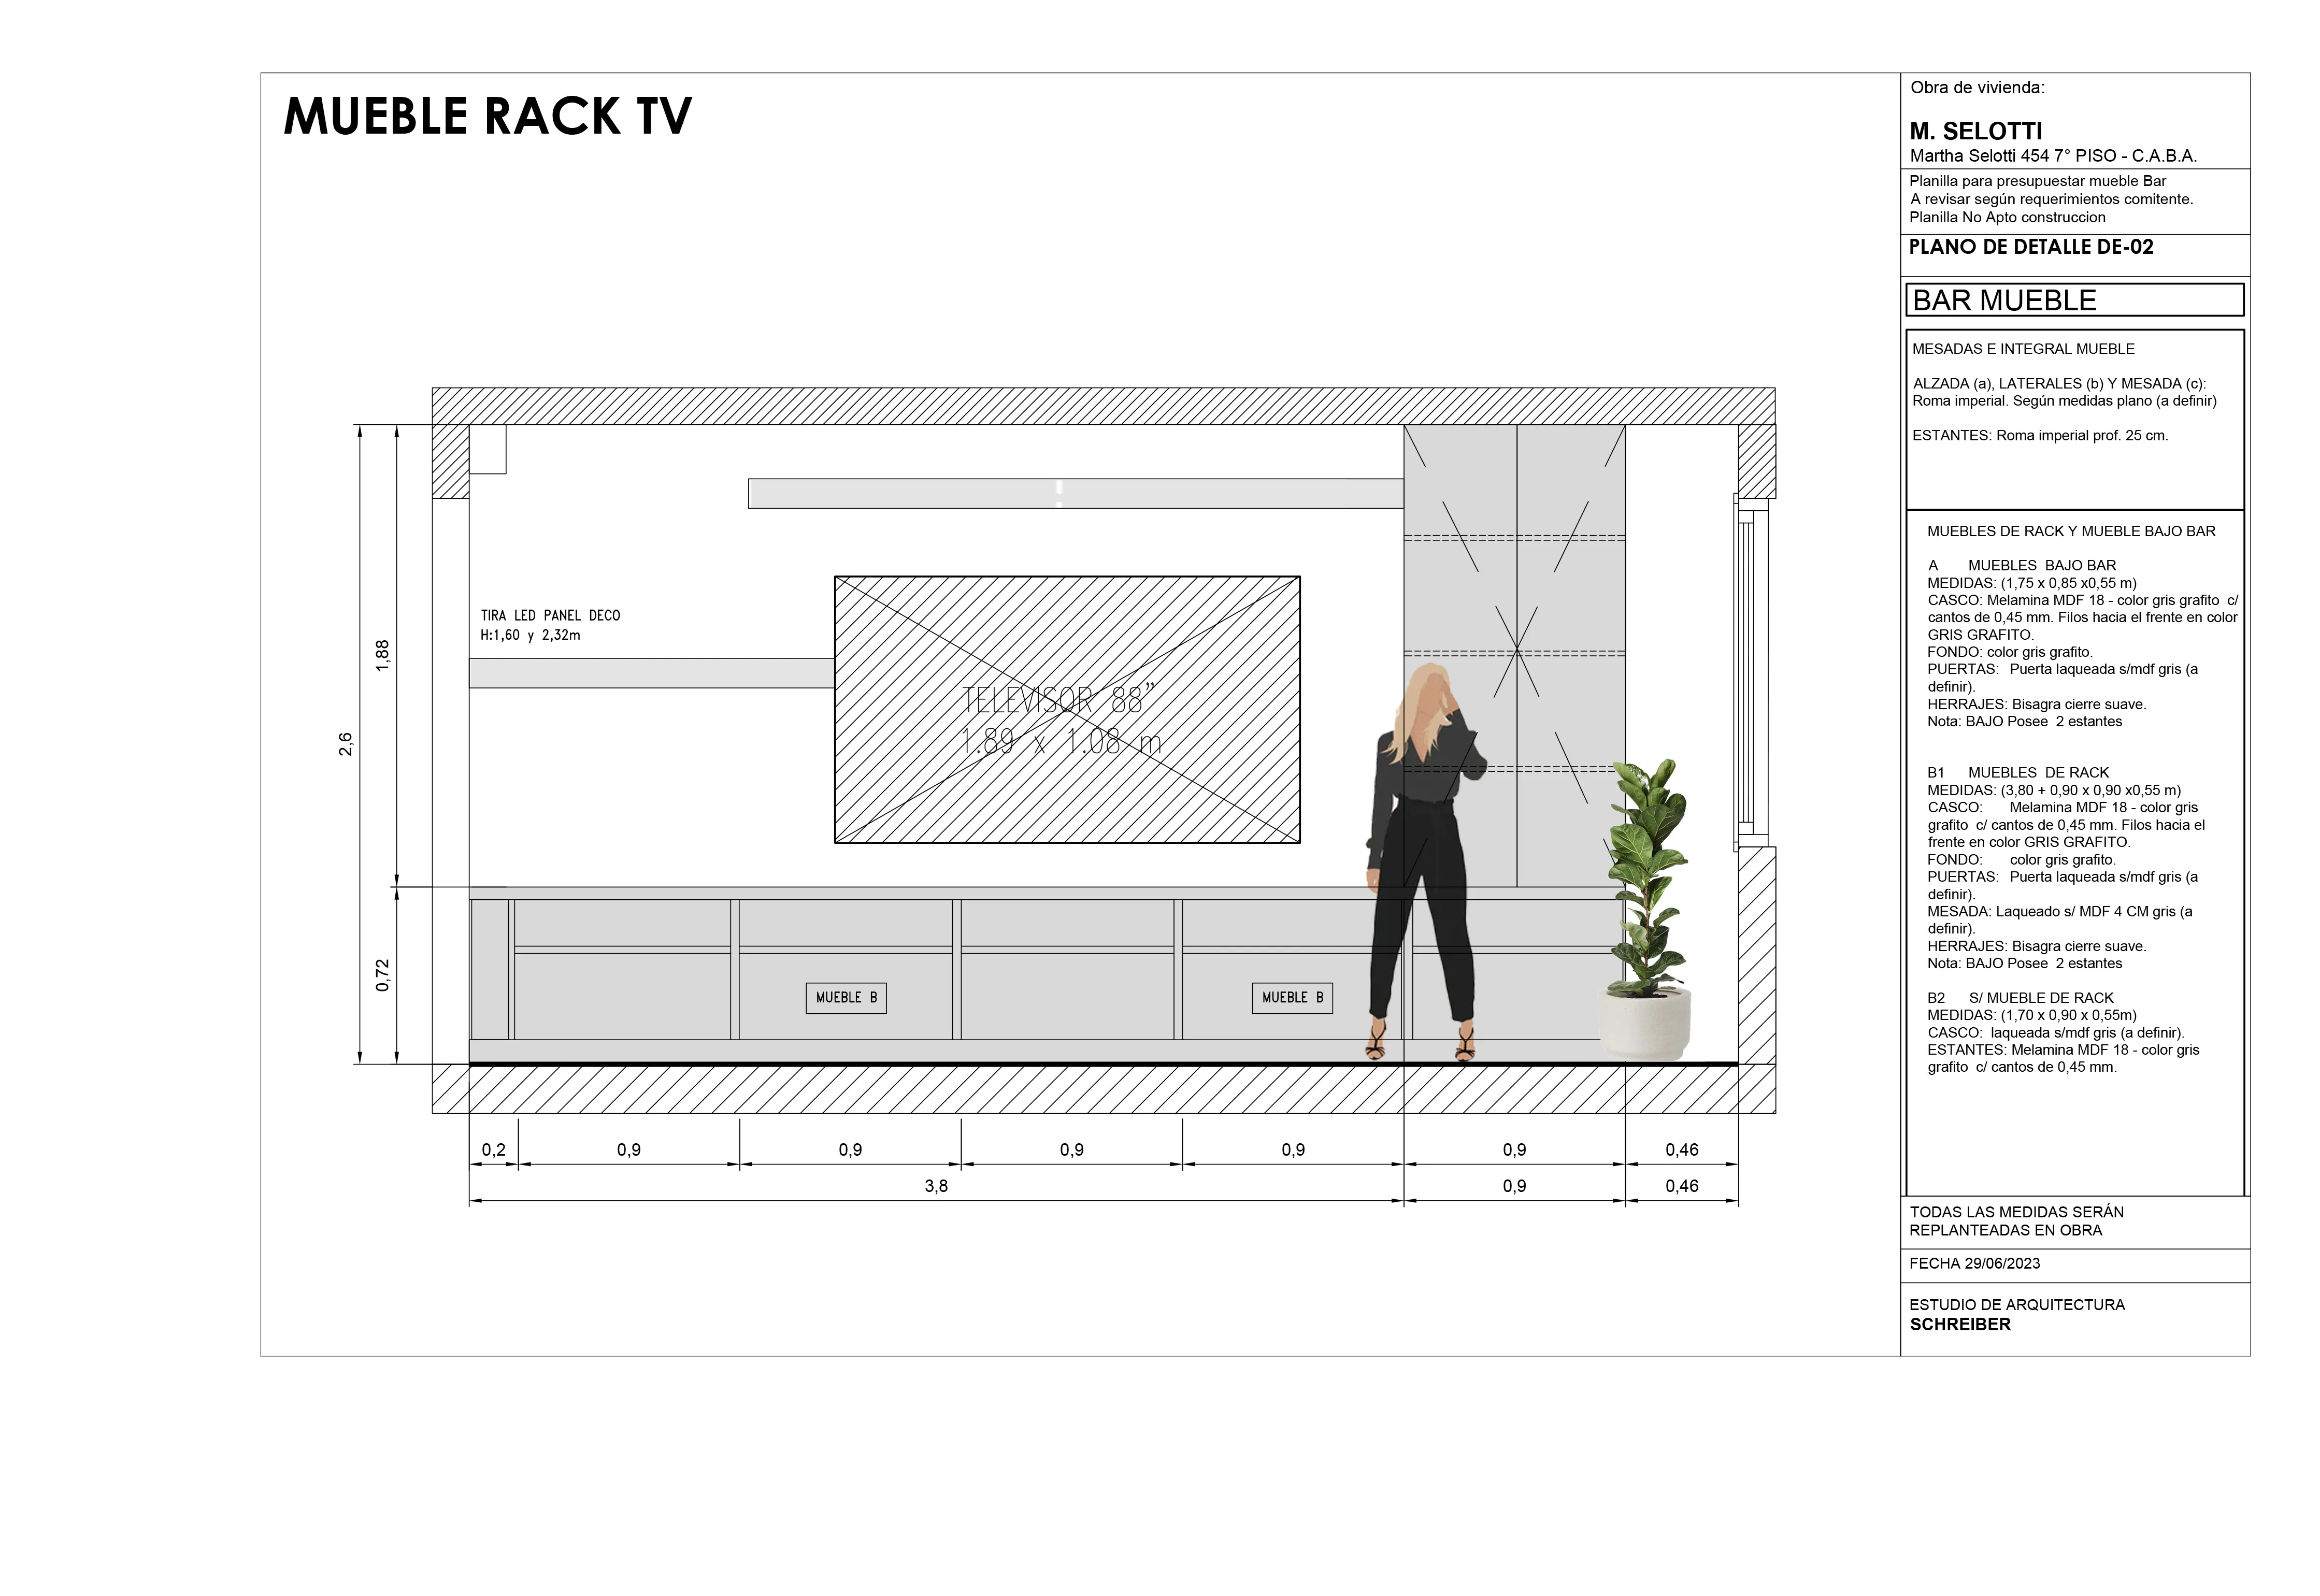 MUEBLE RACK TV
TIRA LED PANEL DECO
H:1,60 y 2,32m
1,88
2,6
0,72
TELEVISOR 88"
1.89 x 1.08 m
MUEBLE B
MUEBLE B
0,2
0,9
0,9
0,9
0,9
0,9
0,46
3,8
0,9
0,46
Obra de vivienda:
M. SELOTTI
Martha Selotti 454 7° PISO - C.A.B.A.
Planilla para presupuestar mueble Bar
A revisar según requerimientos comitente.
Planilla No Apto construccion
PLANO DE DETALLE DE-02
BAR MUEBLE
MESADAS E INTEGRAL MUEBLE
ALZADA (a), LATERALES (b) Y MESADA (c):
Roma imperial. Según medidas plano (a definir)
ESTANTES: Roma imperial prof. 25 cm.
MUEBLES DE RACK Y MUEBLE BAJO BAR
A MUEBLES BAJO BAR
MEDIDAS: (1,75 x 0,85 x0,55 m)
CASCO: Melamina MDF 18 - color gris grafito c/
cantos de 0,45 mm. Filos hacia el frente en color
GRIS GRAFITO.
FONDO: color gris grafito.
PUERTAS: Puerta laqueada s/mdf gris (a
definir).
HERRAJES: Bisagra cierre suave.
Nota: BAJO Posee 2 estantes
B1 MUEBLES DE RACK
MEDIDAS: (3,80 + 0,90 x 0,90 x0,55 m)
CASCO: Melamina MDF 18 - color gris
grafito c/ cantos de 0,45 mm. Filos hacia el
frente en color GRIS GRAFITO.
FONDO: color gris grafito.
PUERTAS: Puerta laqueada s/mdf gris (a
definir).
MESADA: Laqueado s/ MDF 4 CM gris (a
definir).
HERRAJES: Bisagra cierre suave.
Nota: BAJO Posee 2 estantes
B2 S/ MUEBLE DE RACK
MEDIDAS: (1,70 x 0,90 x 0,55m)
CASCO: laqueada s/mdf gris (a definir).
ESTANTES: Melamina MDF 18 - color gris
grafito c/ cantos de 0,45 mm.
TODAS LAS MEDIDAS SERÁN
REPLANTEADAS EN OBRA
FECHA 29/06/2023
ESTUDIO DE ARQUITECTURA
SCHREIBER